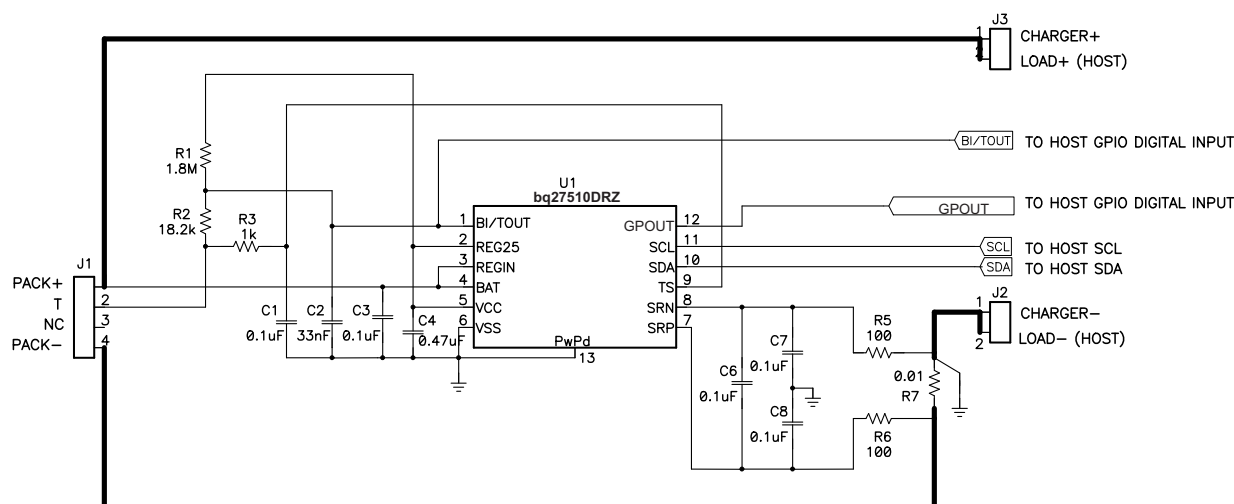 J3
1
CHARGER+
LOAD+ (HOST)
R1
1.8M
BI/TOUT
TO HOST GPIO DIGITAL INPUT
U1
bq27510DRZ
R2
18.2k
R3
1k
1
BI/TOUT
2
REG25
3
REGIN
4
BAT
5
VCC
6
VSS
PwPd
13
GPOUT
12
SCL
11
SDA
10
TS
9
SRN
8
SRP
7
GPOUT
TO HOST GPIO DIGITAL INPUT
SCL
TO HOST SCL
SDA
TO HOST SDA
J1
PACK+
1
T
2
NC
3
PACK-
4
C1
0.1uF
C2
33nF
C3
0.1uF
C4
0.47uF
J2
1
CHARGER-
2
LOAD- (HOST)
R5
100
C7
0.1uF
C6
0.1uF
0.01
R7
C8
0.1uF
R6
100